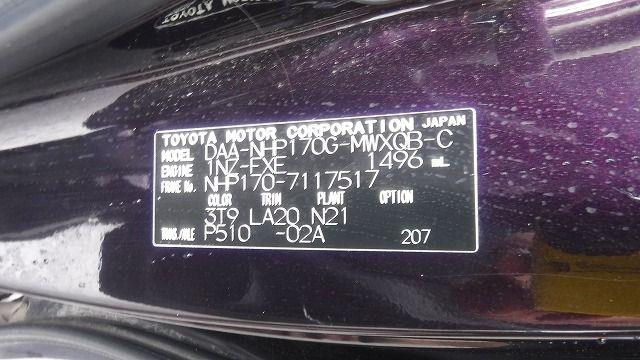 TOYOTA MOTOR CORPORATION JAPAN
MODEL DAA-NHP170G-MWXQB-C
ENGINE 1NZ-FXE 1496 mL
FRAME No. NHP170-7117517
COLOR TRIM PLANT OPTION
3T9 LA20 N21
TRANS./AXLE P510 -02A 207